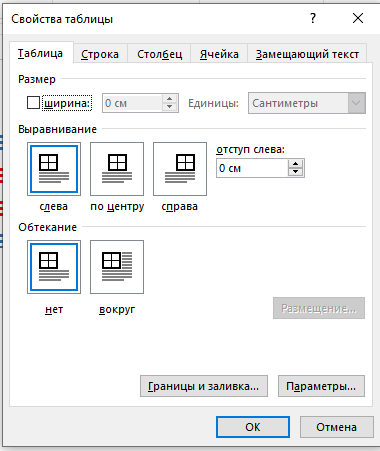 Свойства таблицы ? ×
Таблица Строка Столбец Ячейка Замещающий текст
Размер
ширина: 0 см Единицы: Сантиметры
Выравнивание
отступ слева:
0 см
слева по центру справа
Обтекание
нет вокруг
Размещение...
Границы и заливка... Параметры...
ОК Отмена